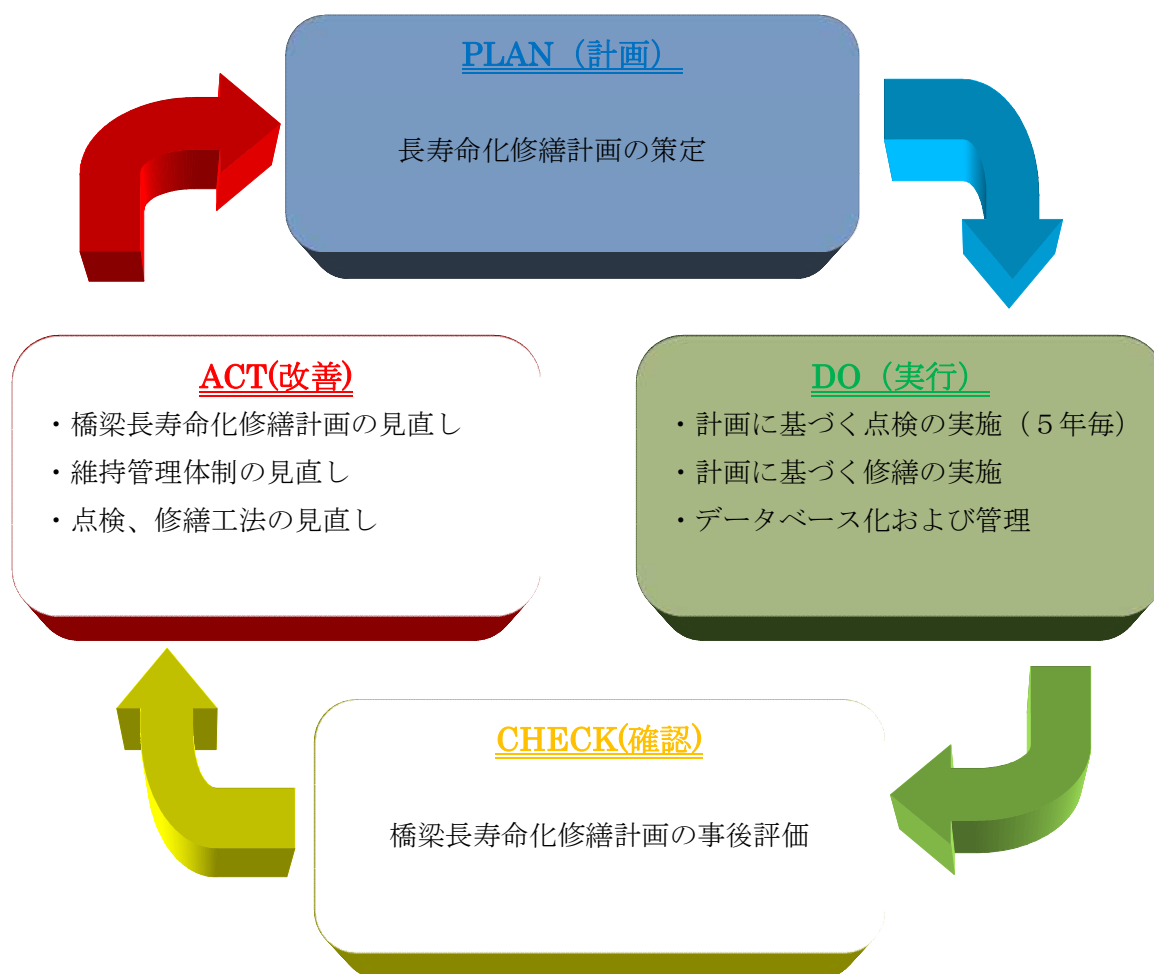 PLAN（計画）
長寿命化修繕計画の策定
ACT(改善)
・橋梁長寿命化修繕計画の見直し
・維持管理体制の見直し
・点検、修繕工法の見直し
DO（実行）
・計画に基づく点検の実施（５年毎）
・計画に基づく修繕の実施
・データベース化および管理
CHECK(確認)
橋梁長寿命化修繕計画の事後評価